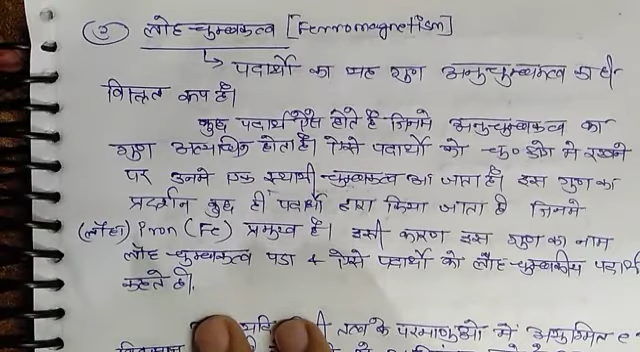 (3) लौह-चुम्बकत्व [Ferromagnetism]
↳ पदार्थो का यह गुण अनुचुम्बकत्व का ही
विकृत रूप है।
कुछ पदार्थ ऐसे होते है जिनमे अनुचुम्बकत्व का
गुण अत्यधिक होता है। ऐसे पदार्थो को चु० क्षेत्र मे रखने
पर उनमे एक स्थायी चुम्बकत्व आ जाता है। इस गुण का
प्रदर्शन कुछ ही पदार्थो द्वारा किया जाता है जिनमे
(लौहा) Iron (Fe) प्रमुख है। इसी कारण इस गुण का नाम
लौह-चुम्बकत्व पडा & ऐसे पदार्थो को लौह-चुम्बकीय पदार्थ
कहते है।
तत्व के परमाणुओ में अयुग्मित e